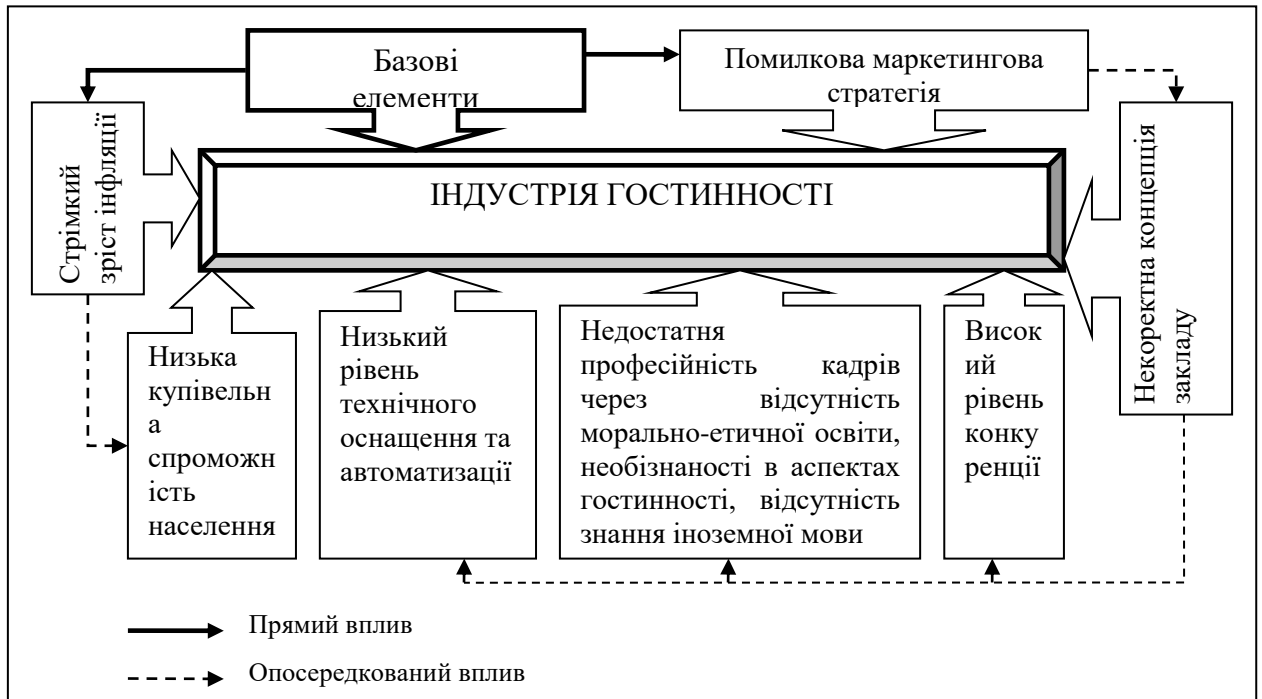 Базові
елементи
Помилкова маркетингова
стратегія
Стрімкий
зріст інфляції
ІНДУСТРІЯ ГОСТИННОСТІ
Некоректна концепція
закладу
Низька
купівельн
а
спроможн
ість
населення
Низький
рівень
технічного
оснащення та
автоматизації
Недостатня
професійність кадрів
через відсутність
морально-етичної освіти,
необізнаності в аспектах
гостинності, відсутність
знання іноземної мови
Висок
ий
рівень
конку
ренції
Прямий вплив
Опосередкований вплив